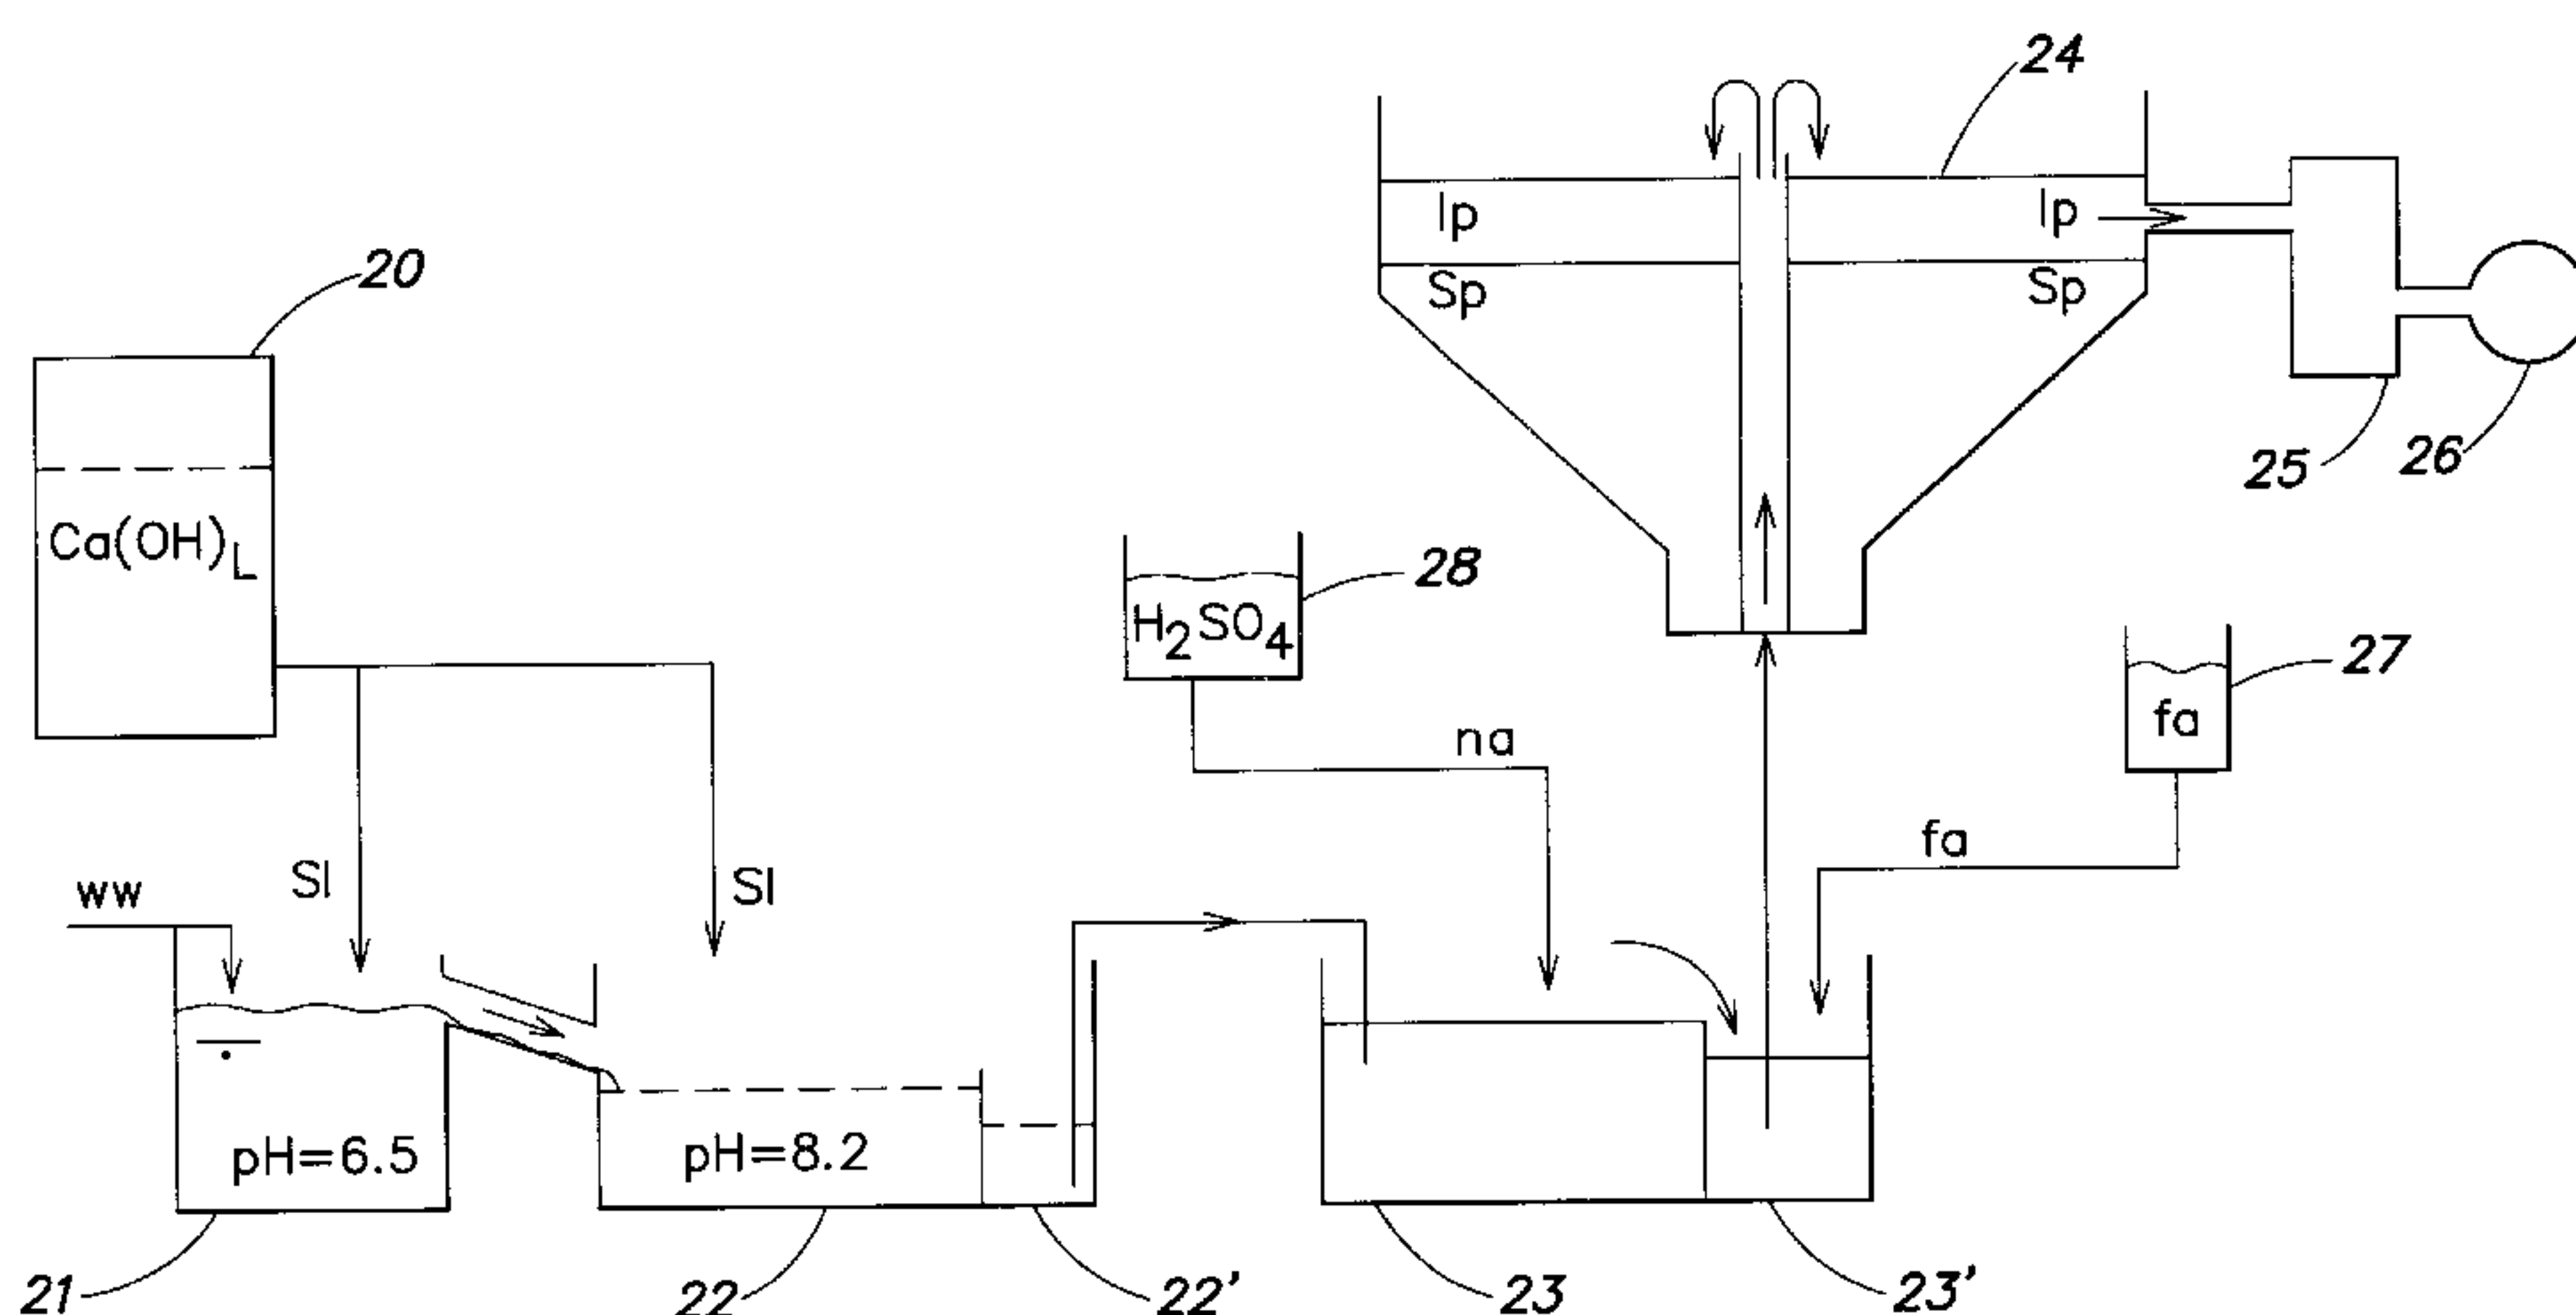 24
lp
lp
Sp
Sp
20
25
26
Ca(OH)L
28
H2SO4
27
fa
na
fa
Sl
Sl
ww
pH=6.5
pH=8.2
21
22
22'
23
23'